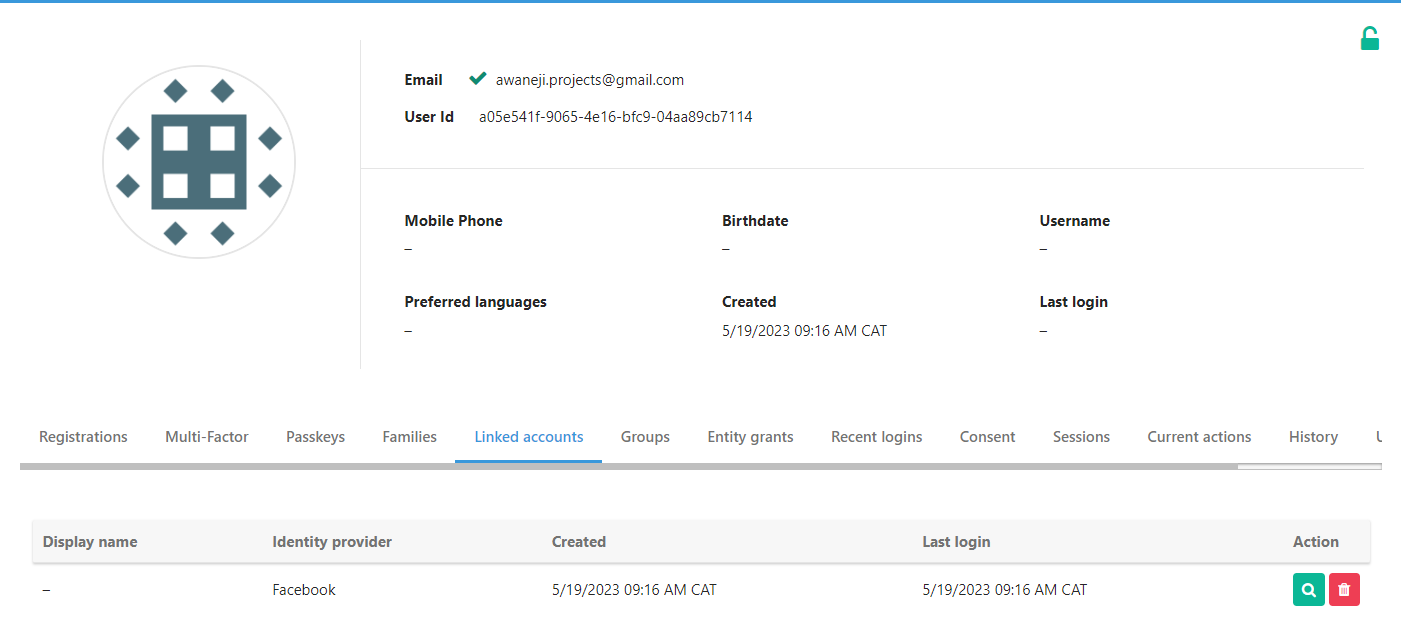 Email awaneji.projects@gmail.com
User Id a05e541f-9065-4e16-bfc9-04aa89cb7114
Mobile Phone Birthdate Username
– – –
Preferred languages Created Last login
– 5/19/2023 09:16 AM CAT –
Registrations Multi-Factor Passkeys Families Linked accounts Groups Entity grants Recent logins Consent Sessions Current actions History
Display name Identity provider Created Last login Action
– Facebook 5/19/2023 09:16 AM CAT 5/19/2023 09:16 AM CAT